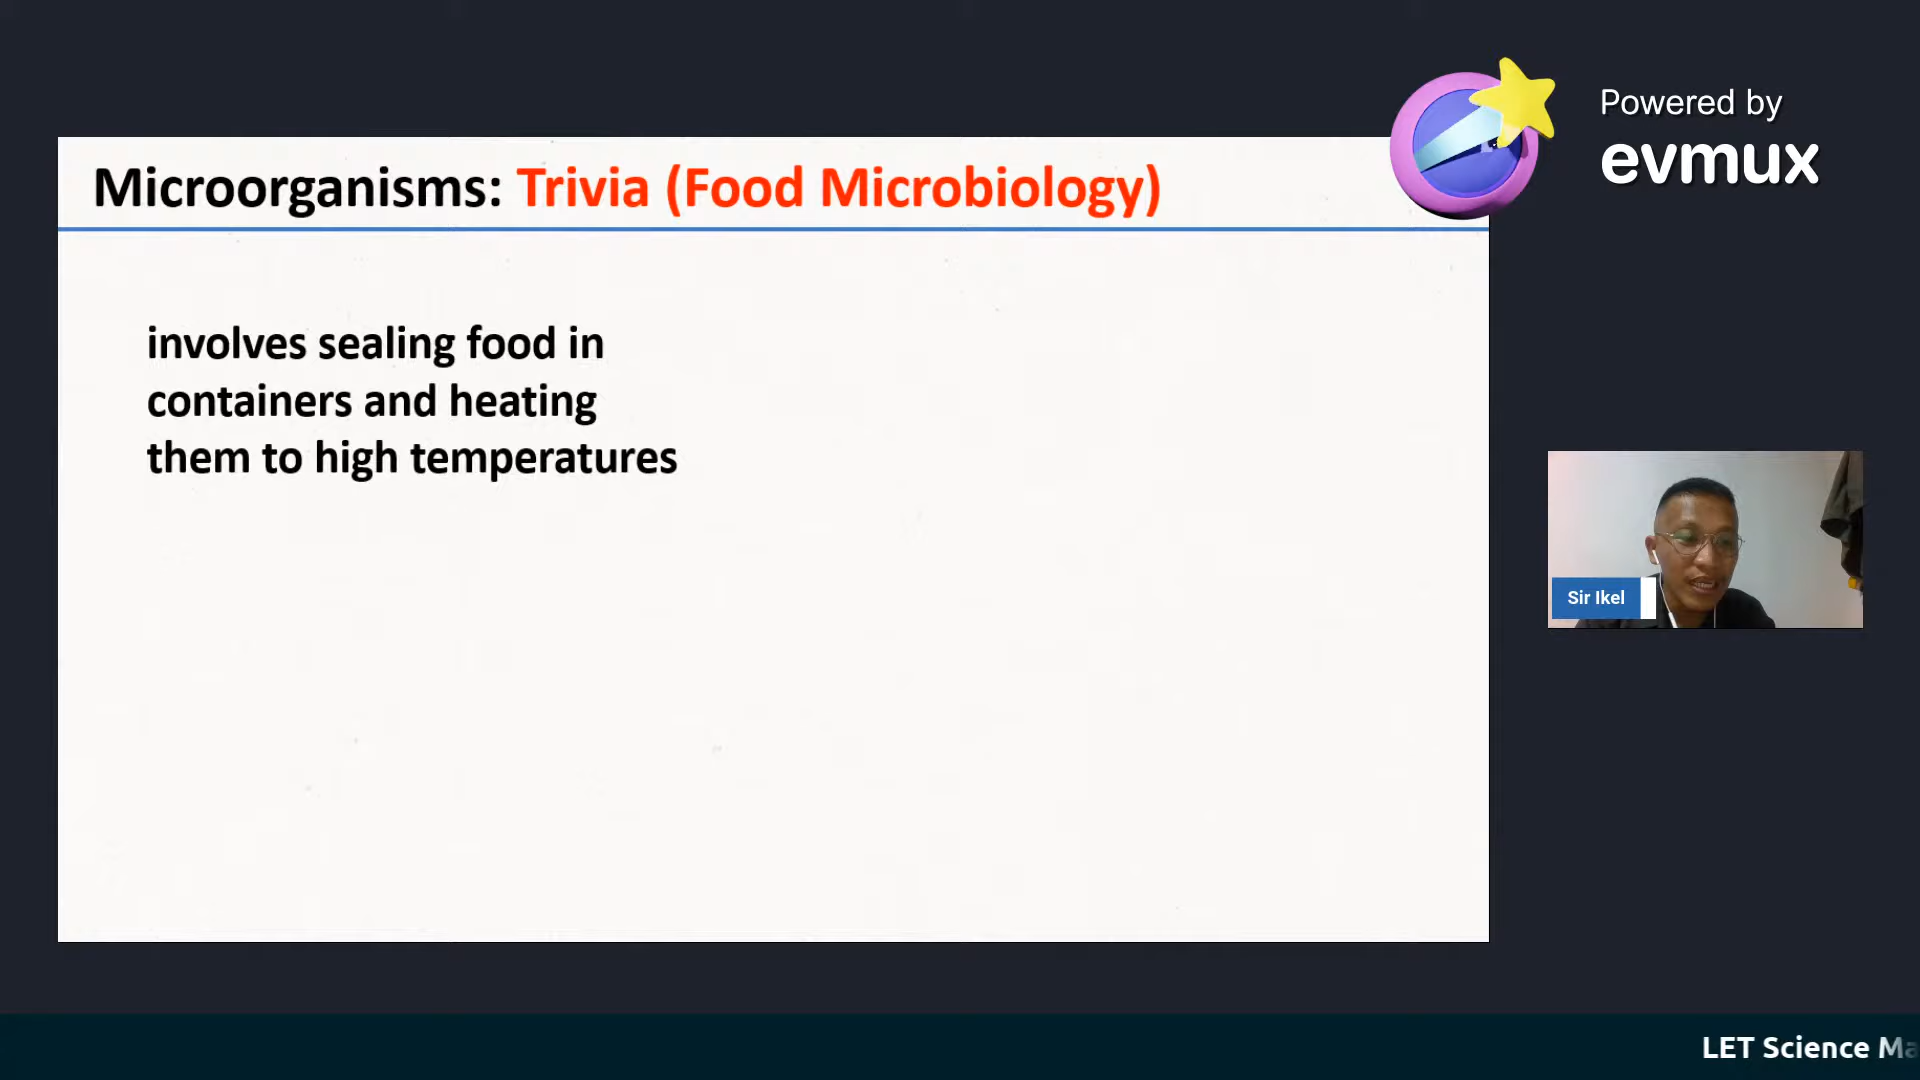 Powered by
evmux
Microorganisms: Trivia (Food Microbiology)
involves sealing food in
containers and heating
them to high temperatures
Sir Ikel
LET Science Ma